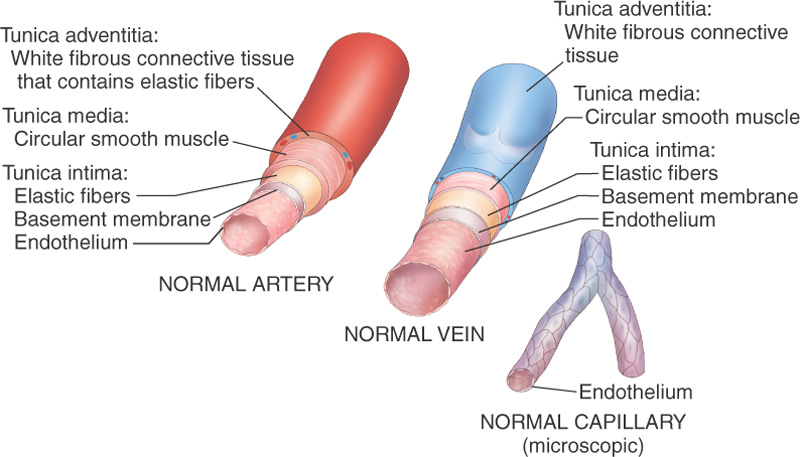 Tunica adventitia:
White fibrous connective tissue
that contains elastic fibers
Tunica media:
Circular smooth muscle
Tunica intima:
Elastic fibers
Basement membrane
Endothelium
NORMAL ARTERY
Tunica adventitia:
White fibrous connective
tissue
Tunica media:
Circular smooth muscle
Tunica intima:
Elastic fibers
Basement membrane
Endothelium
NORMAL VEIN
Endothelium
NORMAL CAPILLARY
(microscopic)